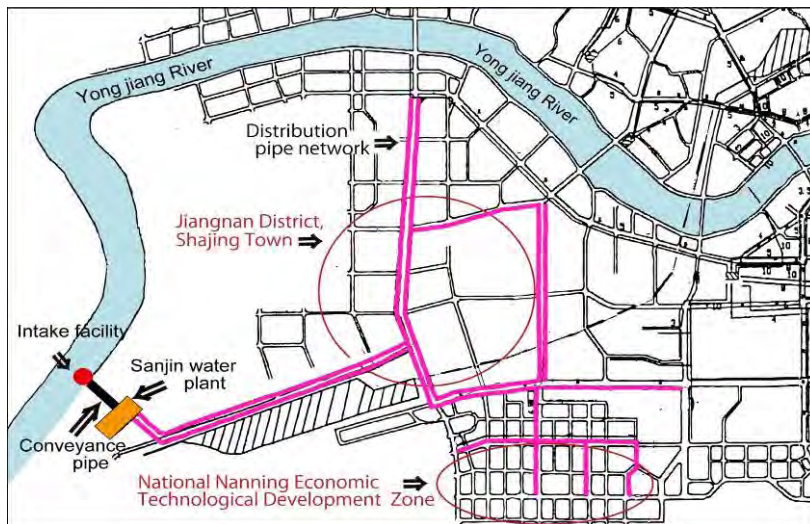 Yong jiang River
Yong jiang River
Distribution
pipe network
Jiangnan District,
Shajing Town
Intake facility
Sanjin water
plant
Conveyance
pipe
National Nanning Economic
Technological Development Zone